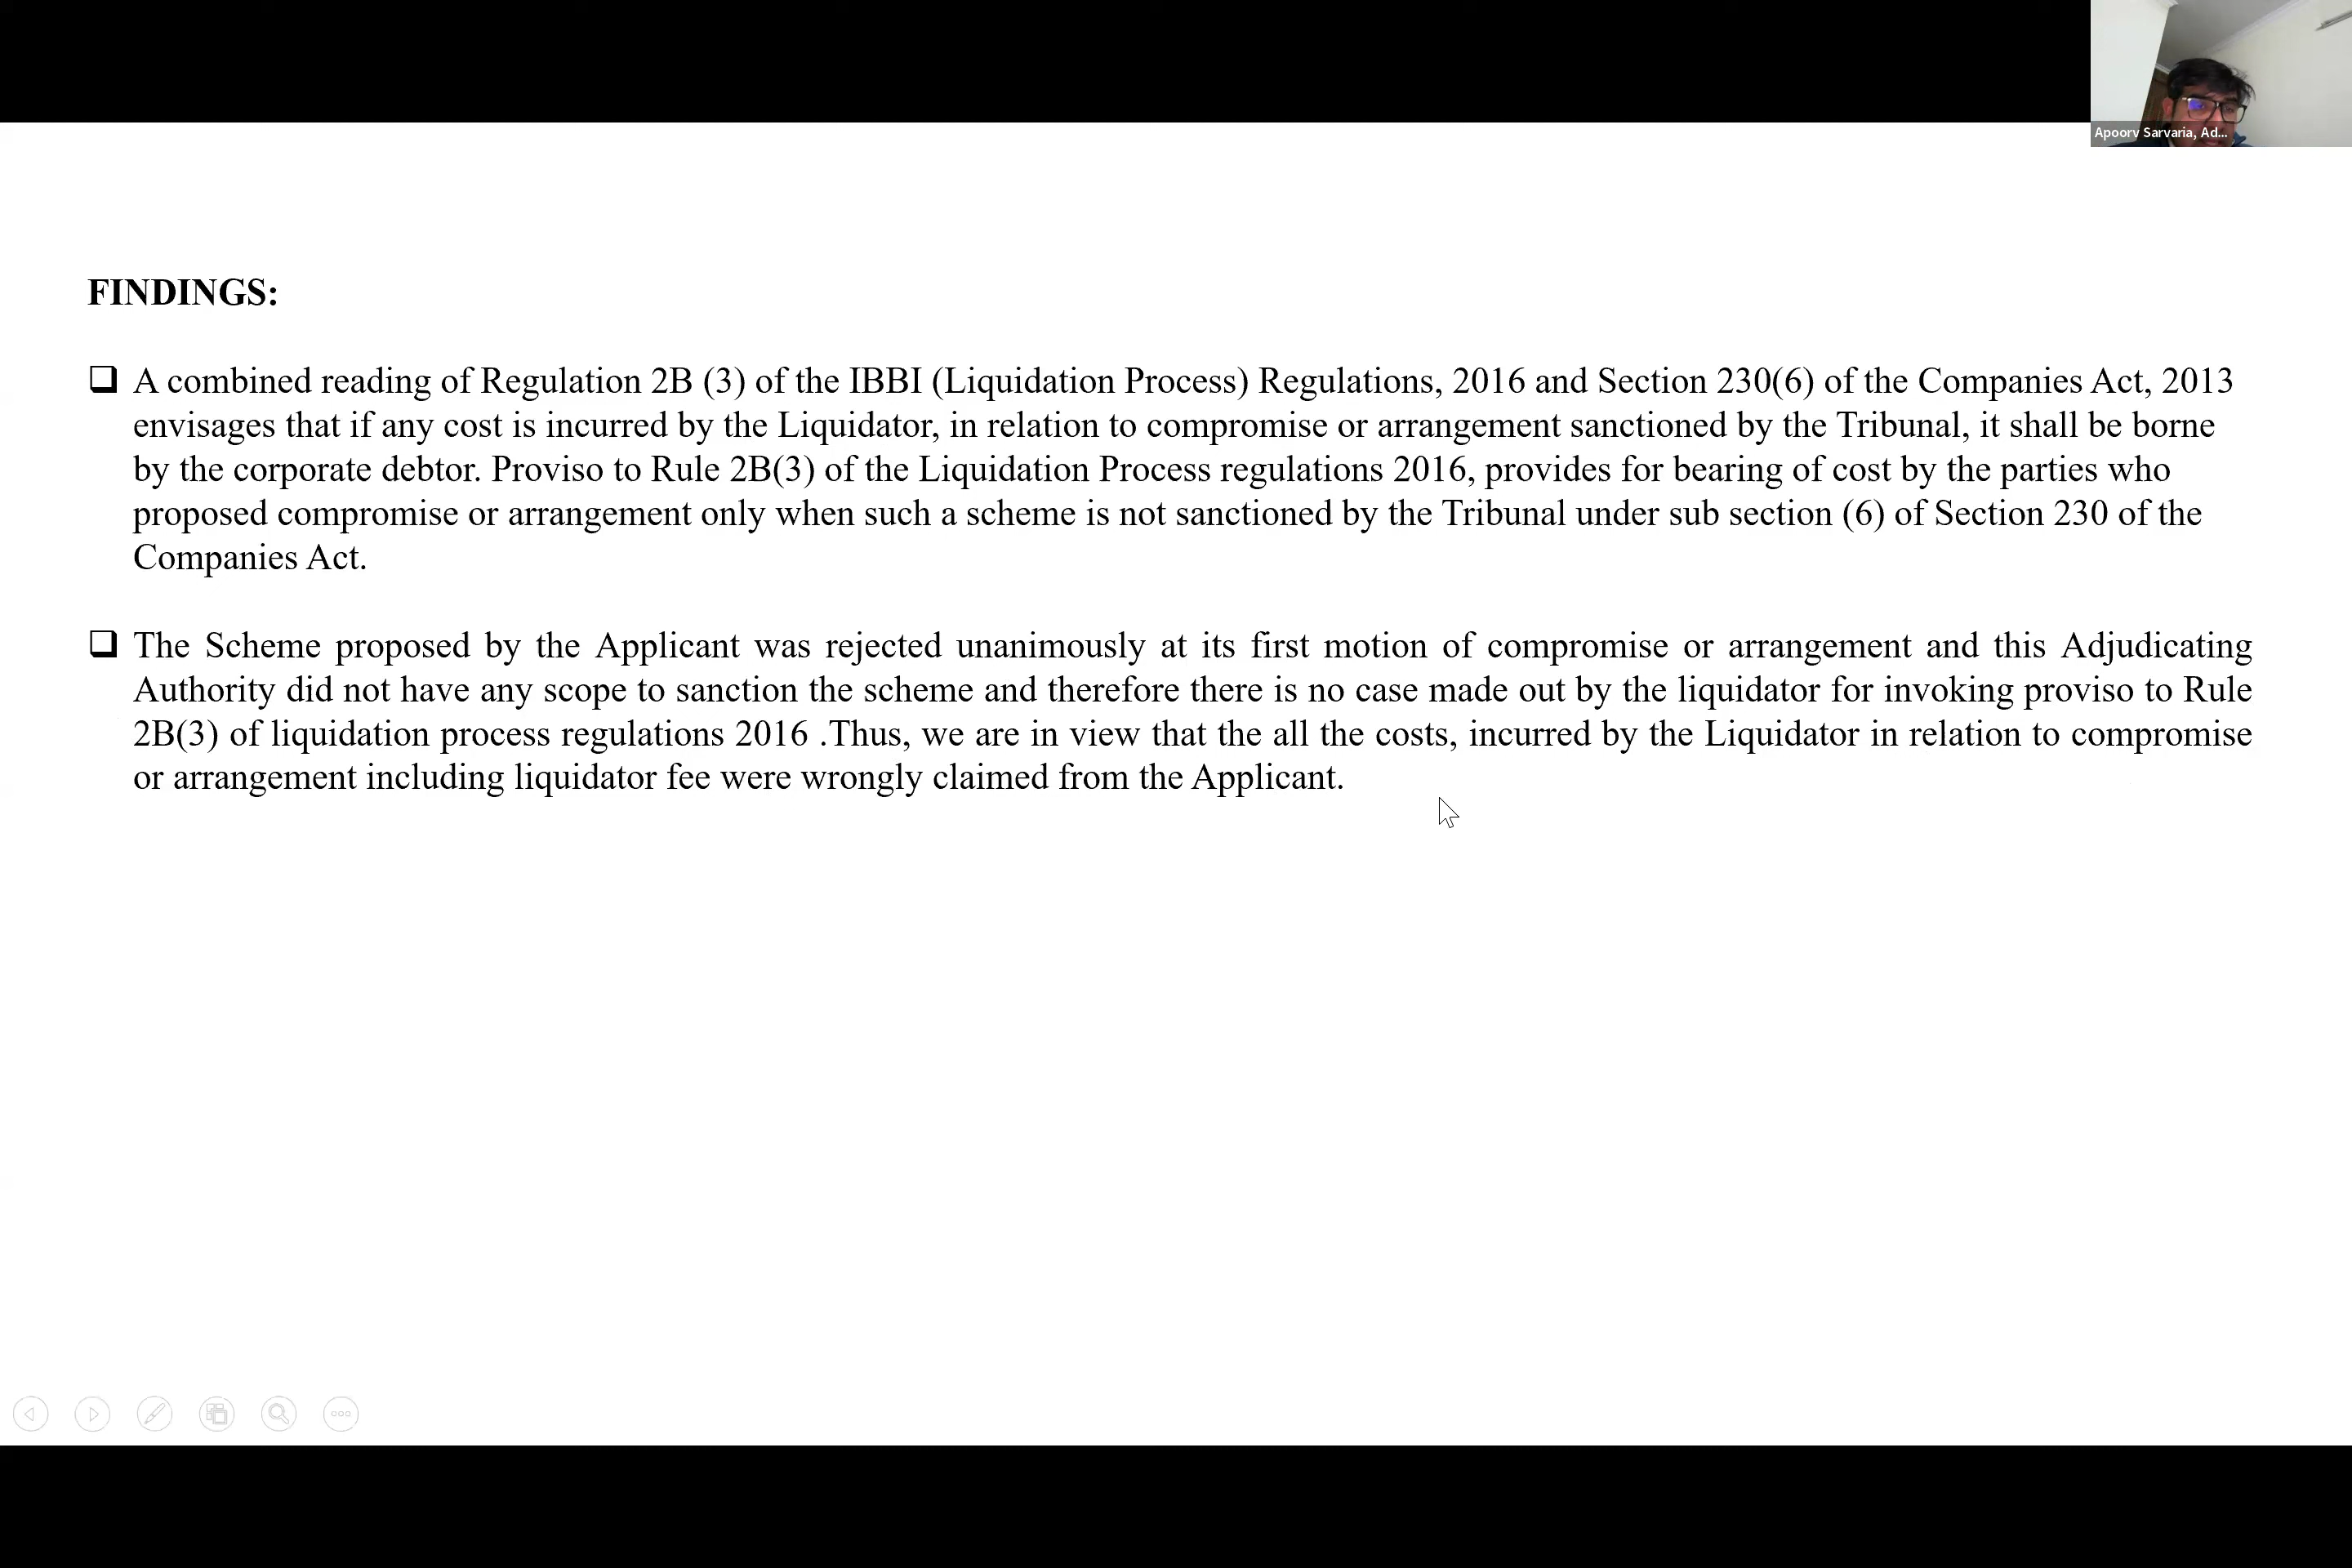 Apoorv Sarvaria, Ad...
FINDINGS:
A combined reading of Regulation 2B (3) of the IBBI (Liquidation Process) Regulations, 2016 and Section 230(6) of the Companies Act, 2013
envisages that if any cost is incurred by the Liquidator, in relation to compromise or arrangement sanctioned by the Tribunal, it shall be borne
by the corporate debtor. Proviso to Rule 2B(3) of the Liquidation Process regulations 2016, provides for bearing of cost by the parties who
proposed compromise or arrangement only when such a scheme is not sanctioned by the Tribunal under sub section (6) of Section 230 of the
Companies Act.
The Scheme proposed by the Applicant was rejected unanimously at its first motion of compromise or arrangement and this Adjudicating
Authority did not have any scope to sanction the scheme and therefore there is no case made out by the liquidator for invoking proviso to Rule
2B(3) of liquidation process regulations 2016 .Thus, we are in view that the all the costs, incurred by the Liquidator in relation to compromise
or arrangement including liquidator fee were wrongly claimed from the Applicant.